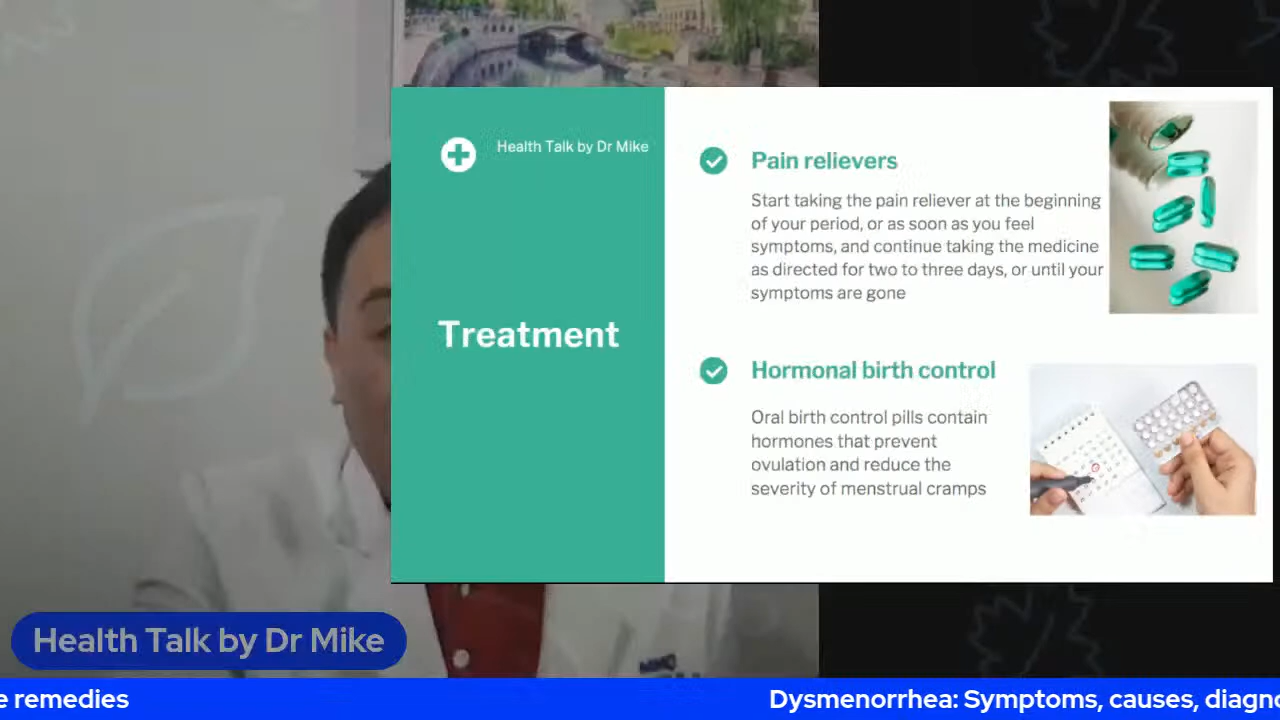 Health Talk by Dr Mike
Treatment
Pain relievers
Start taking the pain reliever at the beginning
of your period, or as soon as you feel
symptoms, and continue taking the medicine
as directed for two to three days, or until your
symptoms are gone
Hormonal birth control
Oral birth control pills contain
hormones that prevent
ovulation and reduce the
severity of menstrual cramps
Health Talk by Dr Mike
e remedies
Dysmenorrhea: Symptoms, causes, diagno